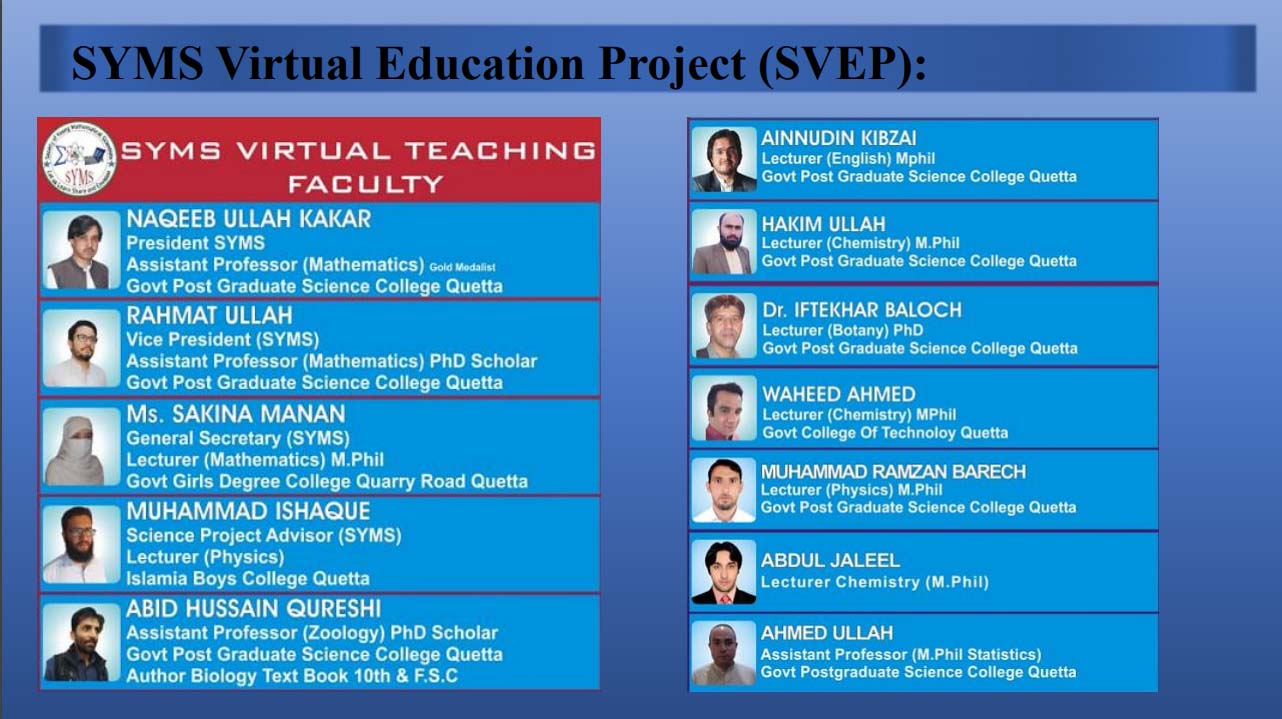 SYMS Virtual Education Project (SVEP):
SYMS VIRTUAL TEACHING
FACULTY
SYMS
NAQEEB ULLAH KAKAR
President SYMS
Assistant Professor (Mathematics) Gold Medalist
Govt Post Graduate Science College Quetta
RAHMAT ULLAH
Vice President (SYMS)
Assistant Professor (Mathematics) PhD Scholar
Govt Post Graduate Science College Quetta
Ms. SAKINA MANAN
General Secretary (SYMS)
Lecturer (Mathematics) M.Phil
Govt Girls Degree College Quarry Road Quetta
MUHAMMAD ISHAQUE
Science Project Advisor (SYMS)
Lecturer (Physics)
Islamia Boys College Quetta
ABID HUSSAIN QURESHI
Assistant Professor (Zoology) PhD Scholar
Govt Post Graduate Science College Quetta
Author Biology Text Book 10th & F.S.C
AINNUDIN KIBZAI
Lecturer (English) Mphil
Govt Post Graduate Science College Quetta
HAKIM ULLAH
Lecturer (Chemistry) M.Phil
Govt Post Graduate Science College Quetta
Dr. IFTEKHAR BALOCH
Lecturer (Botany) PhD
Govt Post Graduate Science College Quetta
WAHEED AHMED
Lecturer (Chemistry) MPhil
Govt College Of Technoloy Quetta
MUHAMMAD RAMZAN BARECH
Lecturer (Physics) M.Phil
Govt Post Graduate Science College Quetta
ABDUL JALEEL
Lecturer Chemistry (M.Phil)
AHMED ULLAH
Assistant Professor (M.Phil Statistics)
Govt Postgraduate Science College Quetta